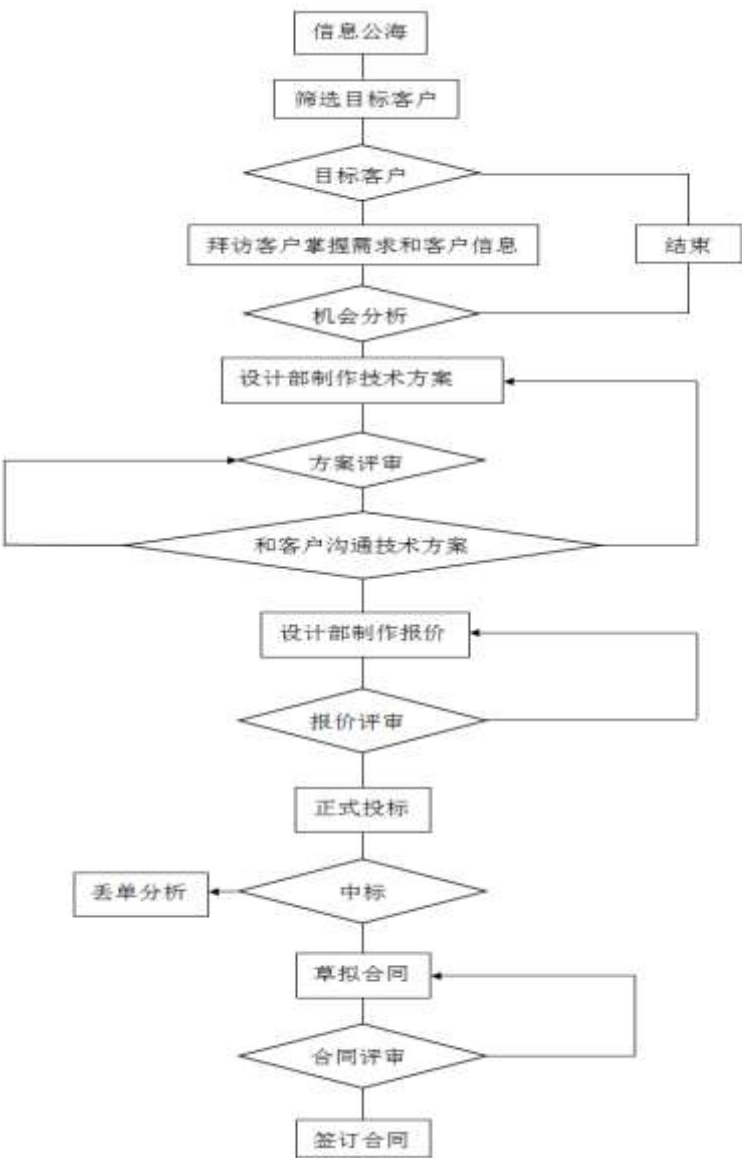 信息公海
筛选目标客户
目标客户
拜访客户掌握需求和客户信息
结束
机会分析
设计部制作技术方案
方案评审
和客户沟通技术方案
设计部制作报价
报价评审
正式投标
丢单分析
中标
草拟合同
合同评审
签订合同